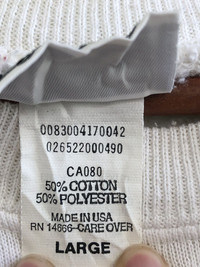 0083004170042
026522000490
CA080
50% COTTON
50% POLYESTER
MADE IN USA
RN 14866-CARE OVER
LARGE